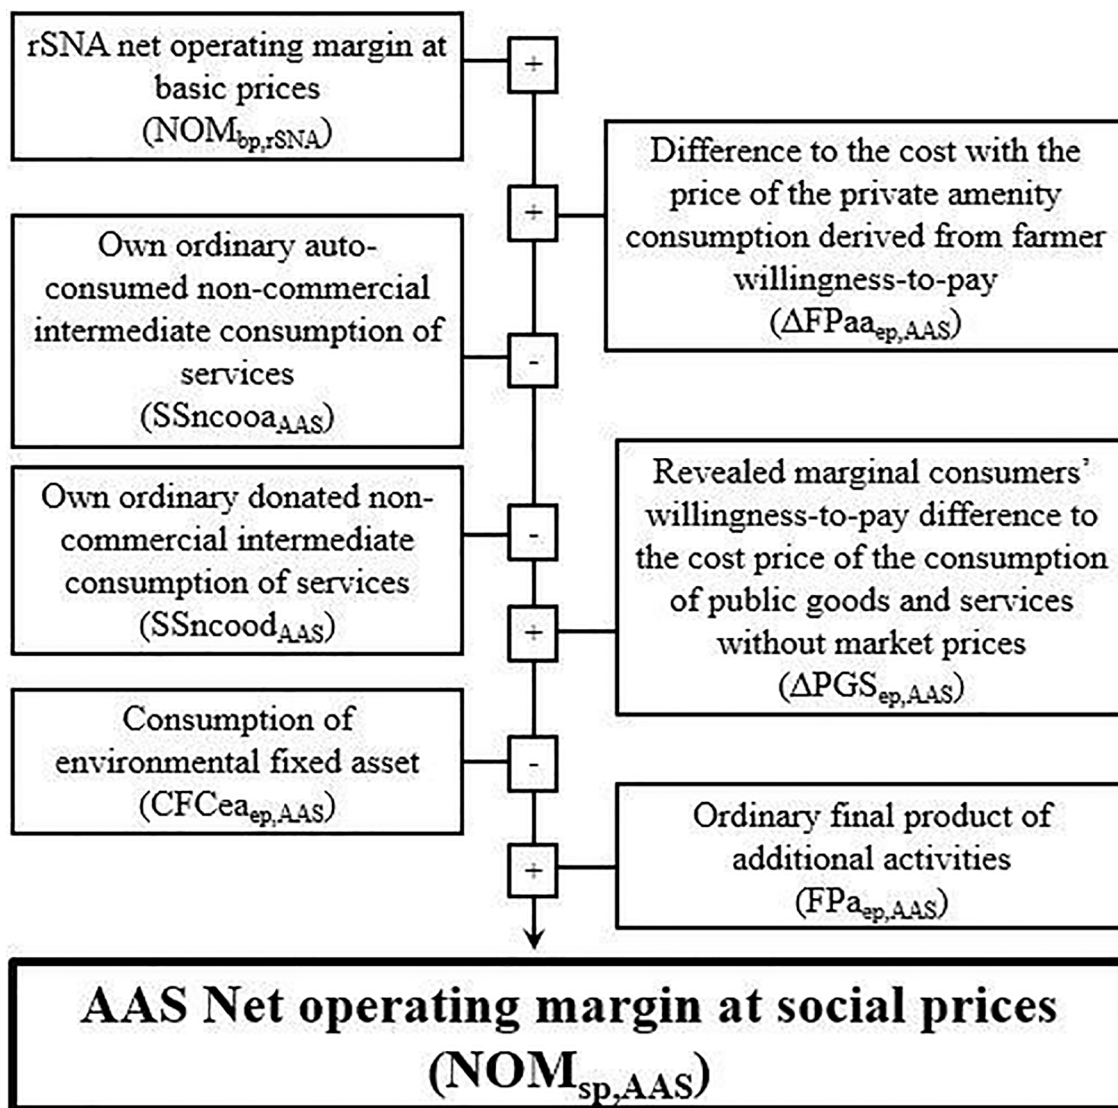 rSNA net operating margin at
basic prices
(NOMbp,rSNA)
+
+
Difference to the cost with the
price of the private amenity
consumption derived from farmer
willingness-to-pay
(ΔFPaaep,AAS)
Own ordinary auto-
consumed non-commercial
intermediate consumption of
services
(SSncooaAAS)
-
Own ordinary donated non-
commercial intermediate
consumption of services
(SSncoodAAS)
-
+
Revealed marginal consumers’
willingness-to-pay difference to
the cost price of the consumption
of public goods and services
without market prices
(ΔPGSep,AAS)
Consumption of
environmental fixed asset
(CFCeaep,AAS)
-
+
Ordinary final product of
additional activities
(FPaep,AAS)
AAS Net operating margin at social prices
(NOMsp,AAS)